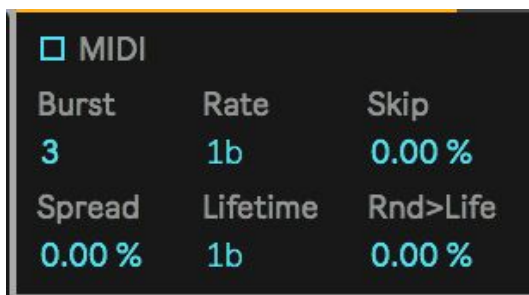 MIDI
Burst Rate Skip
3 1b 0.00 %
Spread Lifetime Rnd>Life
0.00 % 1b 0.00 %